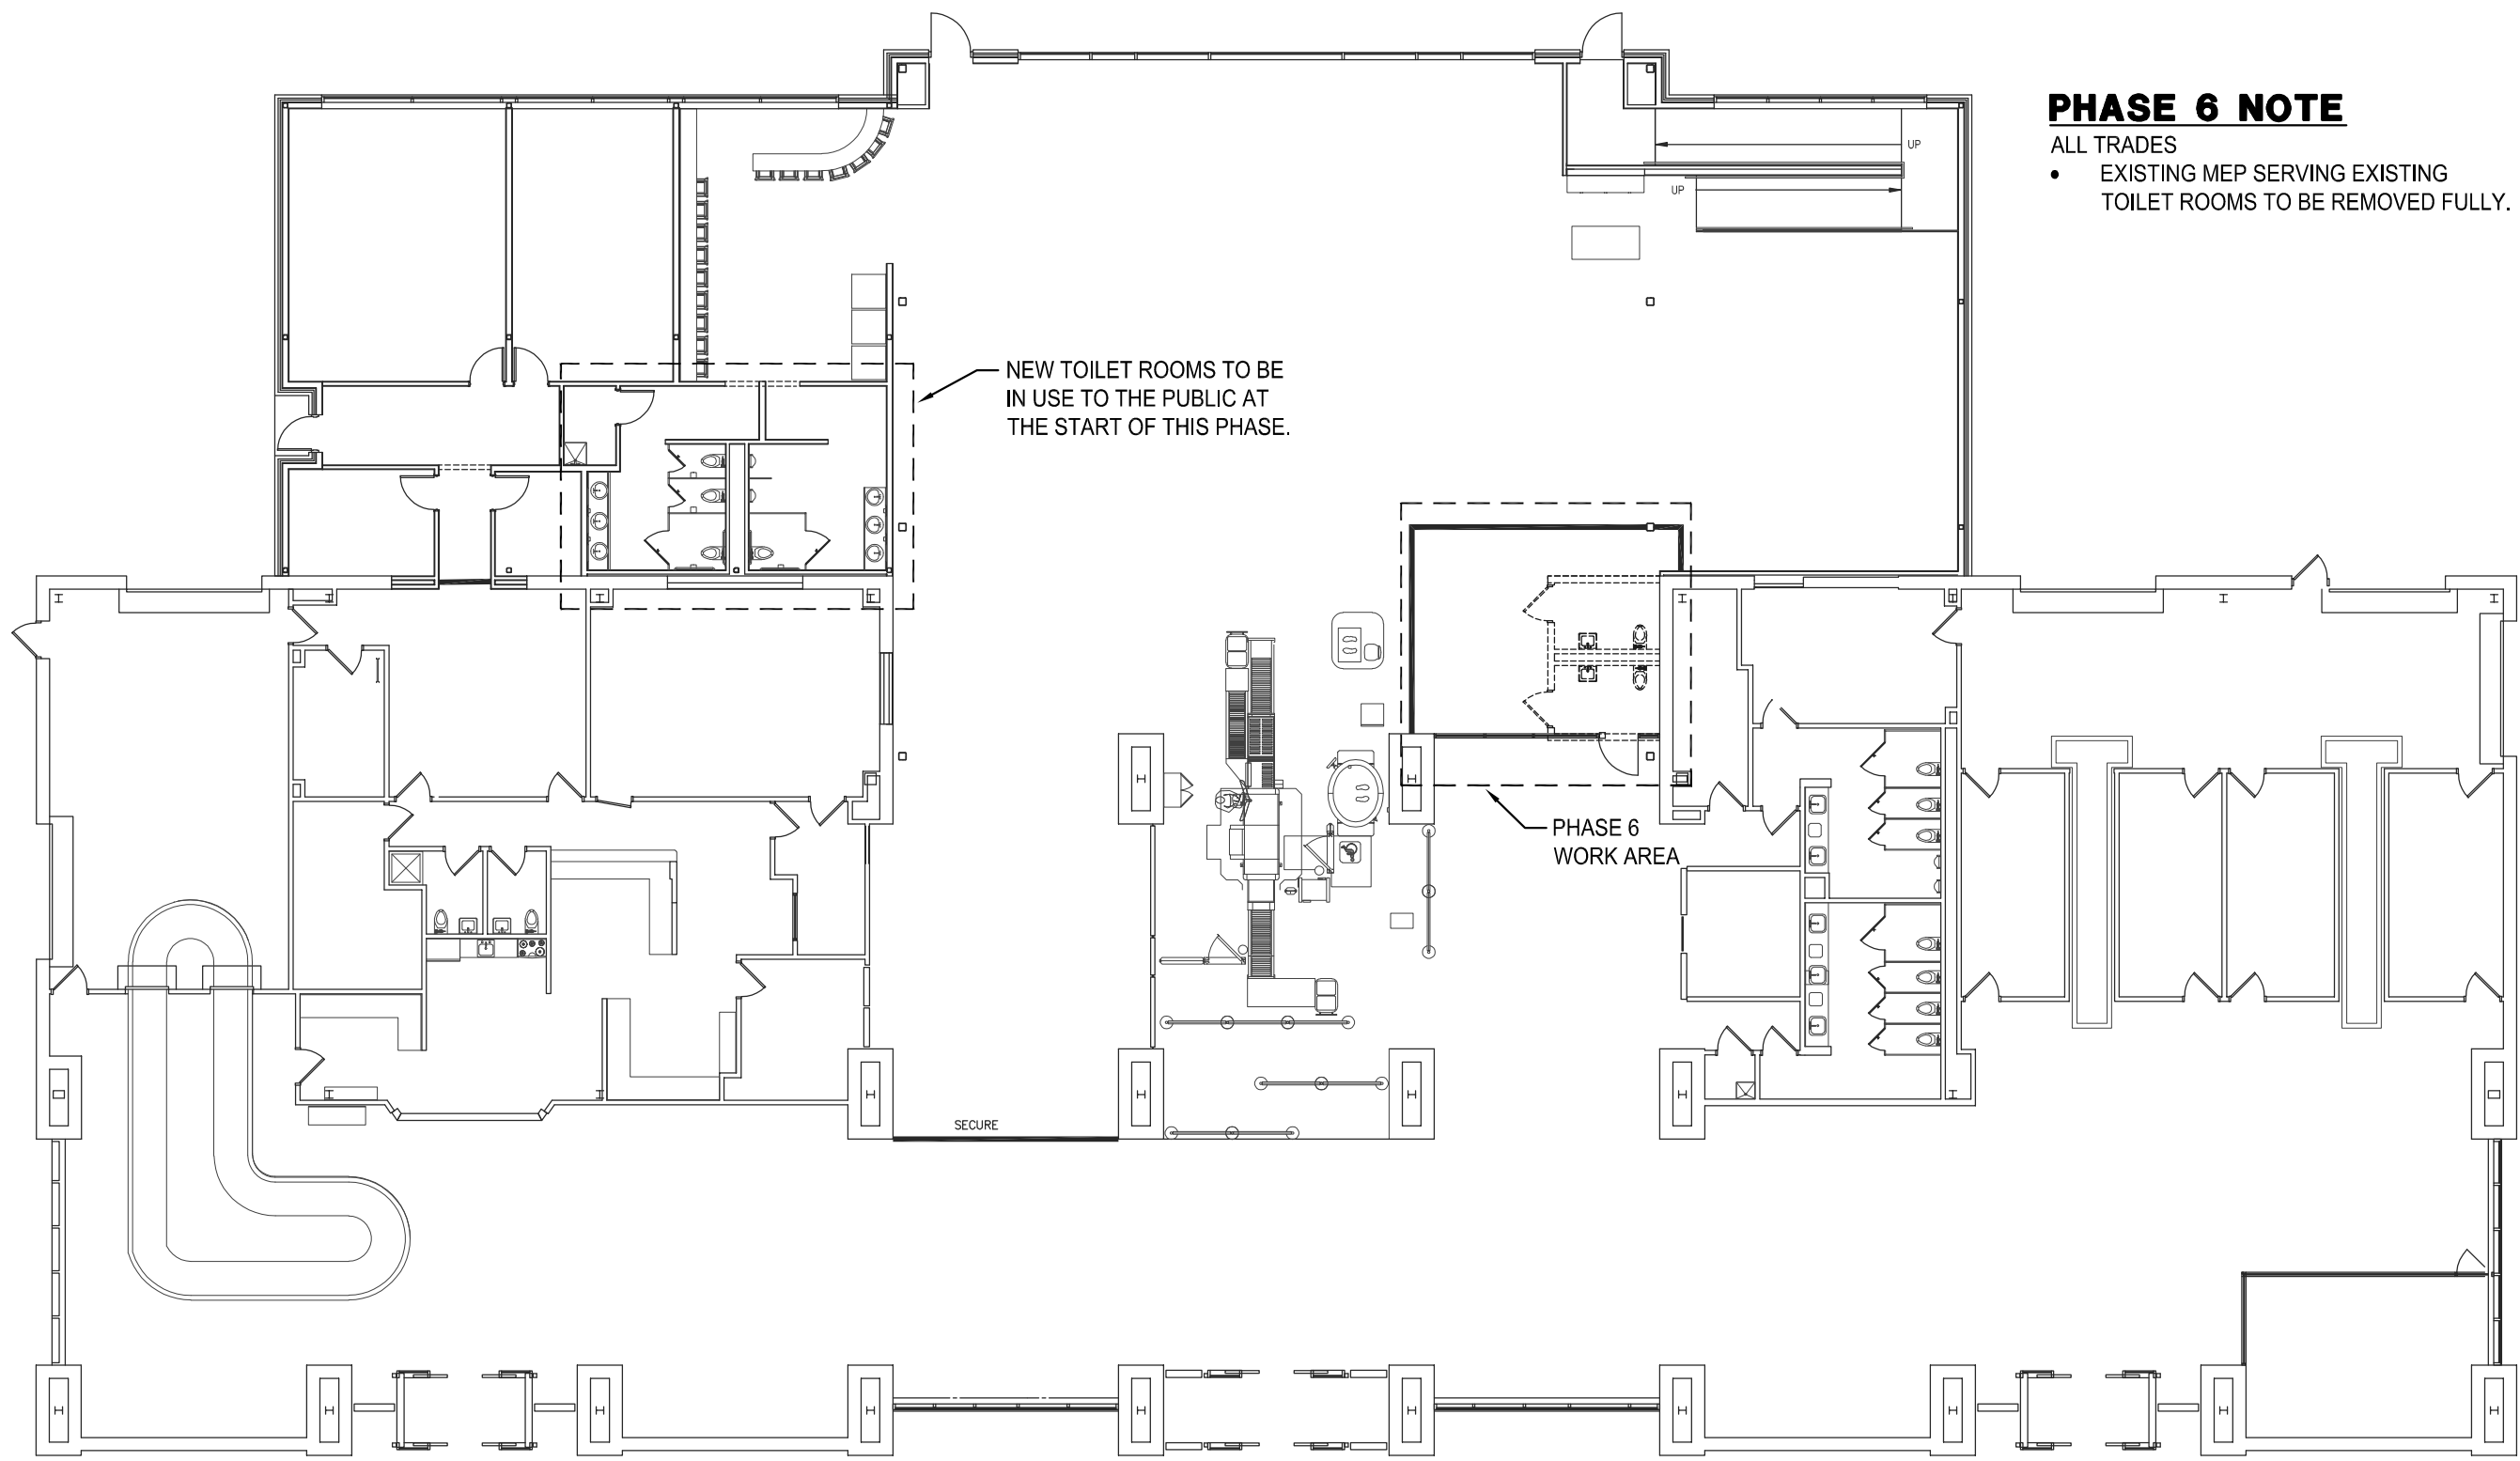 PHASE 6 NOTE
ALL TRADES
• EXISTING MEP SERVING EXISTING
TOILET ROOMS TO BE REMOVED FULLY.
UP
UP
NEW TOILET ROOMS TO BE
IN USE TO THE PUBLIC AT
THE START OF THIS PHASE.
PHASE 6
WORK AREA
SECURE